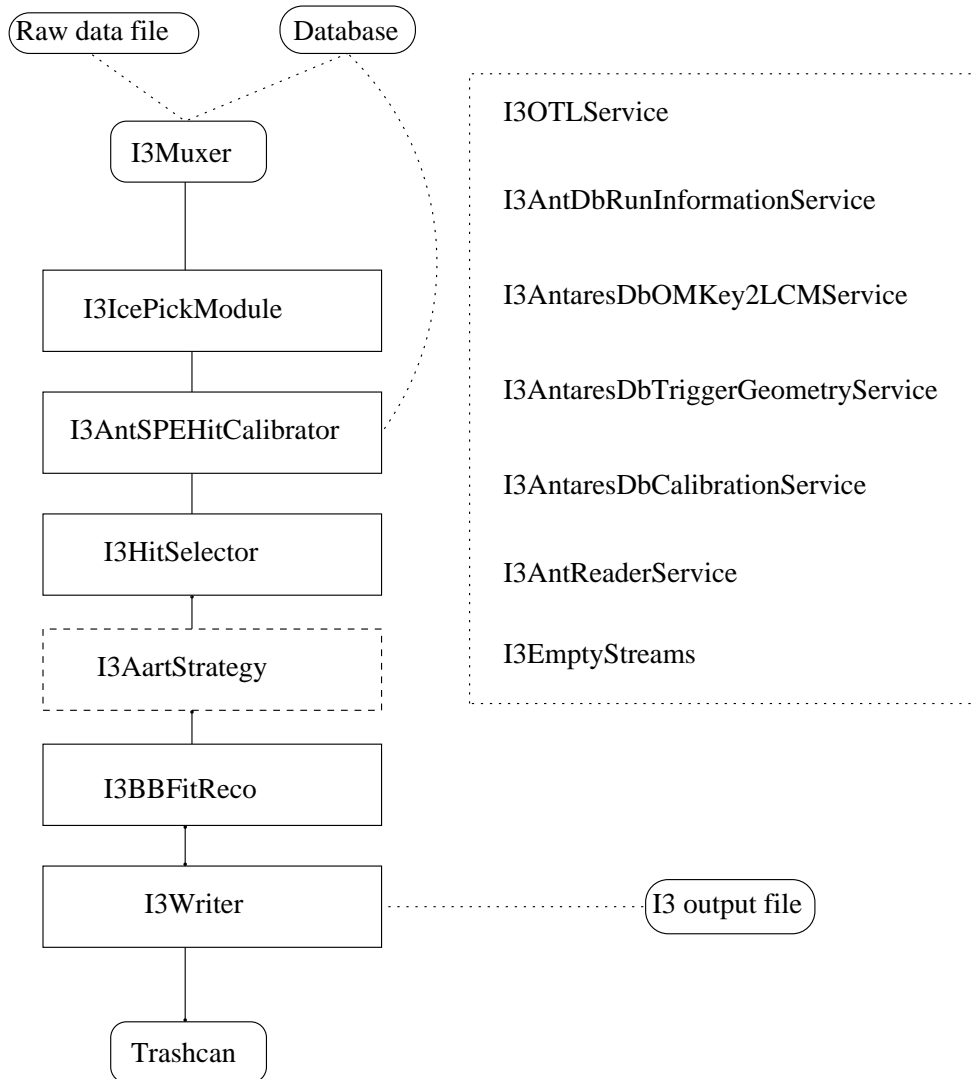 Raw data file
Database
I3Muxer
I3IcePickModule
I3AntSPEHitCalibrator
I3HitSelector
I3AartStrategy
I3BBFitReco
I3Writer
I3 output file
Trashcan
I3OTLService
I3AntDbRunInformationService
I3AntaresDbOMKey2LCMService
I3AntaresDbTriggerGeometryService
I3AntaresDbCalibrationService
I3AntReaderService
I3EmptyStreams